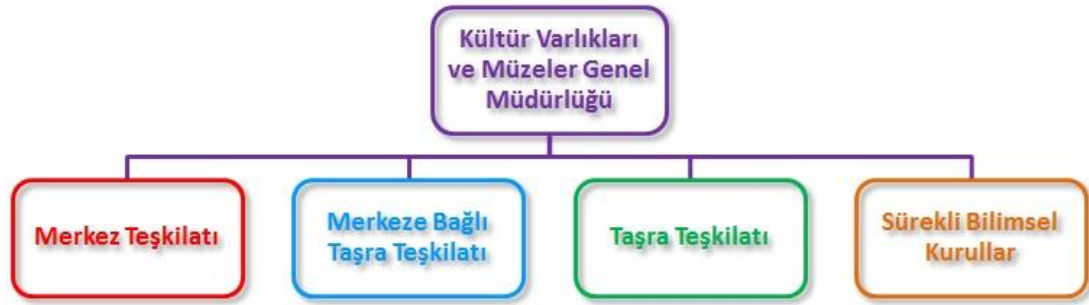 Kültür Varlıkları
ve Müzeler Genel
Müdürlüğü
Merkez Teşkilatı
Merkeze Bağlı
Taşra Teşkilatı
Taşra Teşkilatı
Sürekli Bilimsel
Kurullar